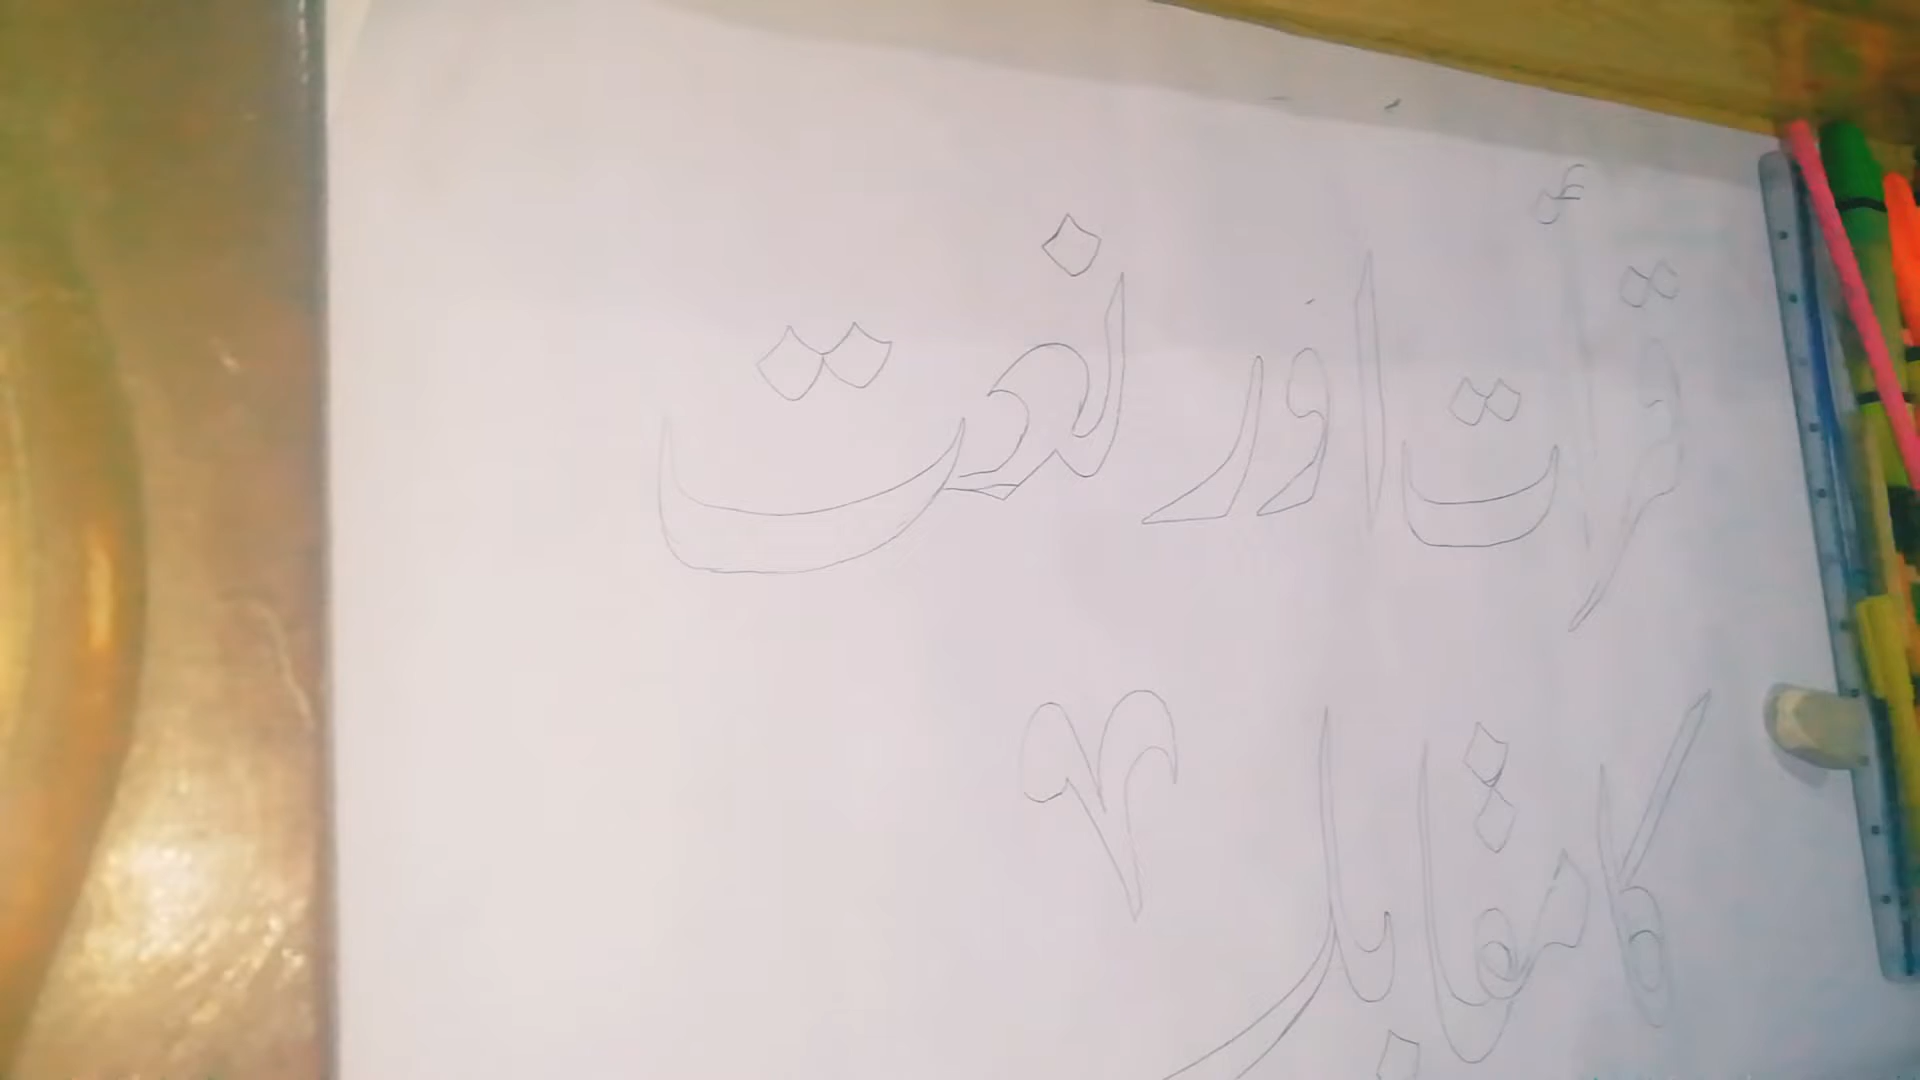 قرأت اور نعت
کا مقابلہ